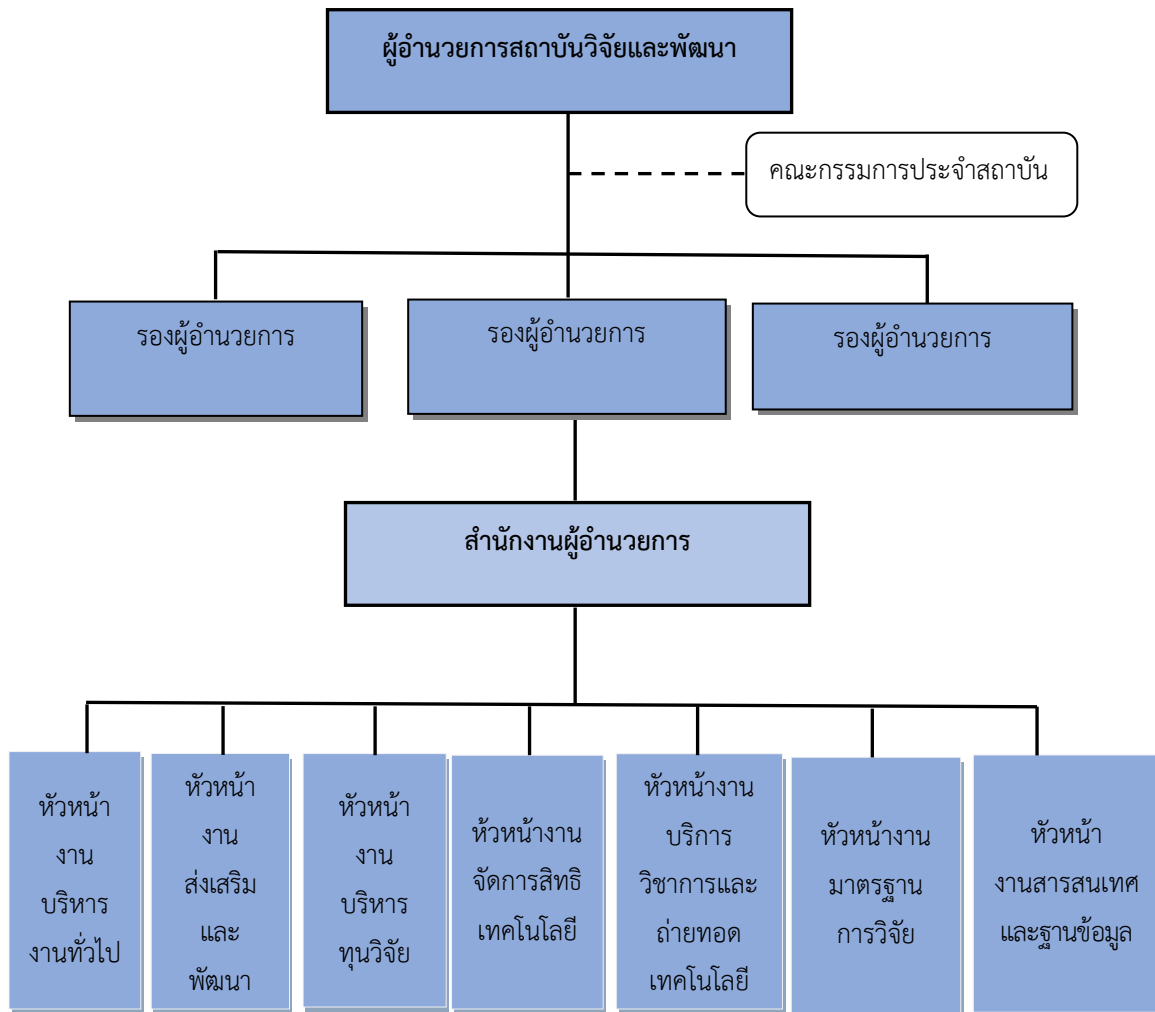 ผู้อำนวยการสถาบันวิจัยและพัฒนา
คณะกรรมการประจำสถาบัน
รองผู้อำนวยการ
รองผู้อำนวยการ
รองผู้อำนวยการ
สำนักงานผู้อำนวยการ
หัวหน้า
งาน
บริหาร
งานทั่วไป
หัวหน้า
งาน
ส่งเสริม
และ
พัฒนา
หัวหน้า
งาน
บริหาร
ทุนวิจัย
ห้วหน้างาน
จัดการสิทธิ
เทคโนโลยี
หัวหน้างาน
บริการ
วิชาการและ
ถ่ายทอด
เทคโนโลยี
หัวหน้างาน
มาตรฐาน
การวิจัย
หัวหน้า
งานสารสนเทศ
และฐานข้อมูล